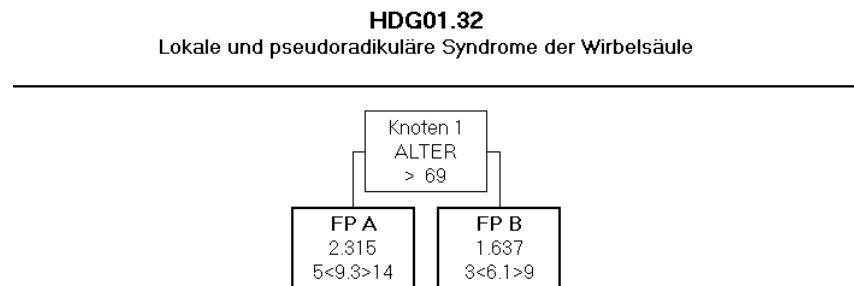 HDG01.32
Lokale und pseudoradikuläre Syndrome der Wirbelsäule
Knoten 1
ALTER
> 69
FP A
2.315
5<9.3>14
FP B
1.637
3<6.1>9